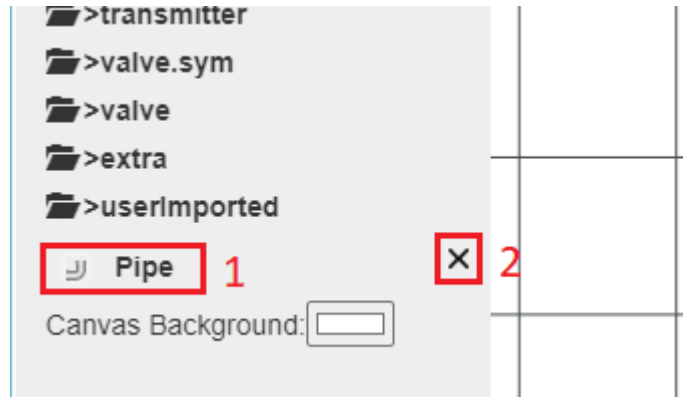 >transmitter
>valve.sym
>valve
>extra
>userImported
Pipe 1 × 2
Canvas Background: